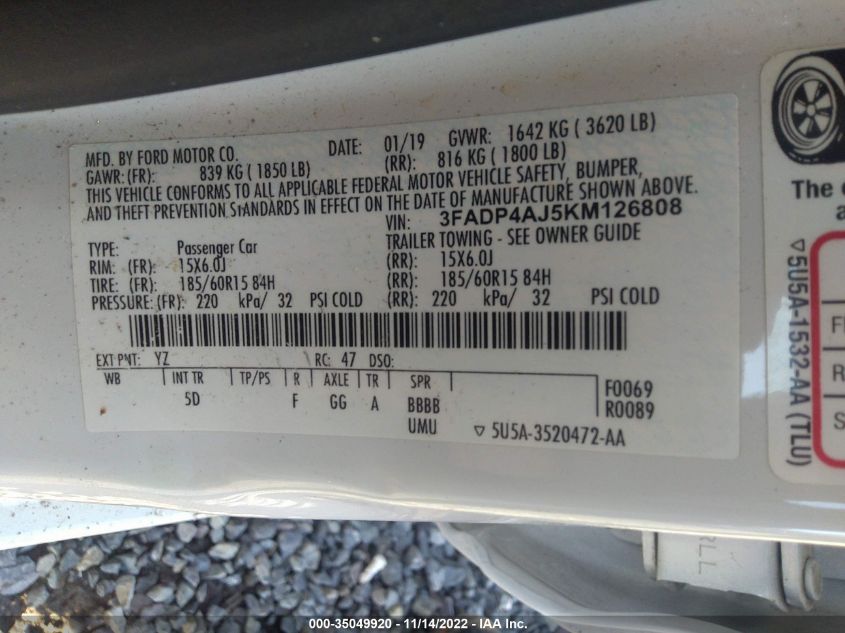 MFD. BY FORD MOTOR CO. DATE: 01/19 GVWR: 1642 KG ( 3620 LB)
GAWR:(FR): 839 KG ( 1850 LB) (RR): 816 KG ( 1800 LB)
THIS VEHICLE CONFORMS TO ALL APPLICABLE FEDERAL MOTOR VEHICLE SAFETY, BUMPER,
AND THEFT PREVENTION STANDARDS IN EFFECT ON THE DATE OF MANUFACTURE SHOWN ABOVE.
VIN: 3FADP4AJ5KM126808
TYPE: Passenger Car TRAILER TOWING - SEE OWNER GUIDE
RIM: (FR): 15X6.0J (RR): 15X6.0J
TIRE: (FR): 185/60R15 84H (RR): 185/60R15 84H
PRESSURE: (FR): 220 kPa/ 32 PSI COLD (RR): 220 kPa/ 32 PSI COLD
EXT PNT: YZ RC: 47 DSO:
WB INT TR TP/PS R AXLE TR SPR
5D F GG A BBBB
UMU
F0069
R0089
▽ 5U5A-3520472-AA
The
▽ 5U5A-1532-AA (TLU)
F
R
S
RLL
000-35049920 - 11/14/2022 - IAA Inc.